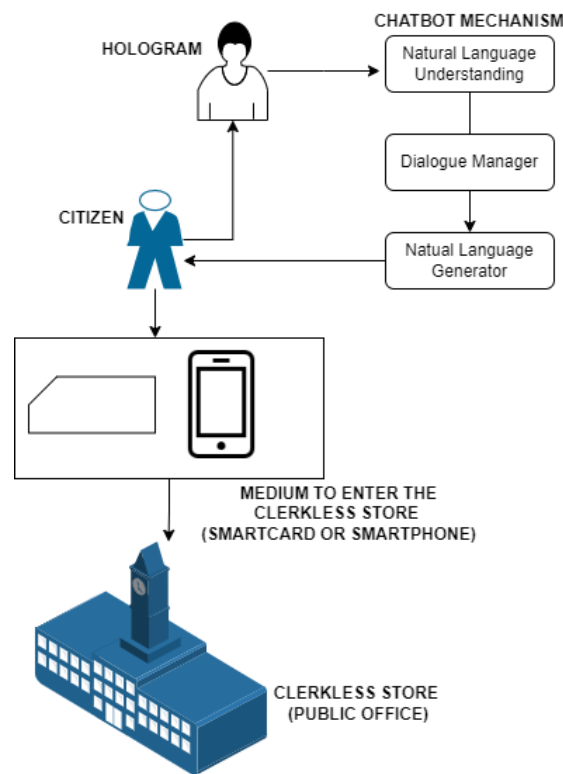 CHATBOT MECHANISM
HOLOGRAM
Natural Language
Understanding
Dialogue Manager
CITIZEN
Natual Language
Generator
MEDIUM TO ENTER THE
CLERKLESS STORE
(SMARTCARD OR SMARTPHONE)
CLERKLESS STORE
(PUBLIC OFFICE)